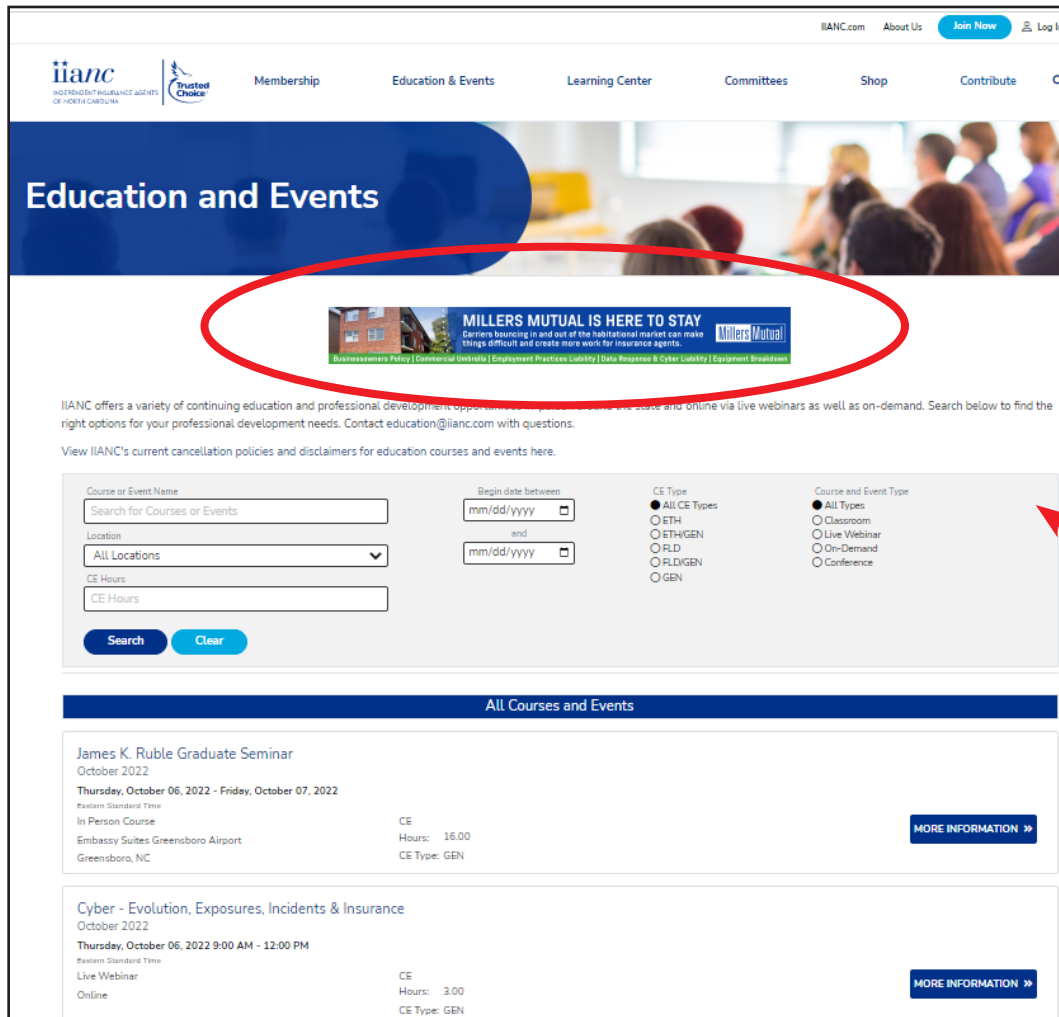 IIANC.com About Us Join Now Log
iianc
INDEPENDENT INSURANCE AGENTS
OF NORTH CAROLINA
Trusted
Choice
Membership Education & Events Learning Center Committees Shop Contribute
Education and Events
MILLERS MUTUAL IS HERE TO STAY
Carriers bouncing in and out of the habitational market can make
things difficult and create more work for insurance agents.
Millers Mutual
Businessowners Policy | Commercial Umbrella | Employment Practices Liability | Data Response & Cyber Liability | Equipment Breakdown
IIANC offers a variety of continuing education and professional development the state and online via live webinars as well as on-demand. Search below to find the
right options for your professional development needs. Contact education@iianc.com with questions.
View IIANC's current cancellation policies and disclaimers for education courses and events here.
Course or Event Name
Search for Courses or Events
Location
All Locations
CE Hours
CE Hours
Search Clear
Begin date between
mm/dd/yyyy
and
mm/dd/yyyy
CE Type
All CE Types
ETH
ETH/GEN
FLD
FLD/GEN
GEN
Course and Event Type
All Types
Classroom
Live Webinar
On-Demand
Conference
All Courses and Events
James K. Ruble Graduate Seminar
October 2022
Thursday, October 06, 2022 - Friday, October 07, 2022
Eastern Standard Time
In Person Course
Embassy Suites Greensboro Airport
Greensboro, NC
CE
Hours: 16.00
CE Type: GEN
MORE INFORMATION »
Cyber - Evolution, Exposures, Incidents & Insurance
October 2022
Thursday, October 06, 2022 9:00 AM - 12:00 PM
Eastern Standard Time
Live Webinar
Online
CE
Hours: 3.00
CE Type: GEN
MORE INFORMATION »